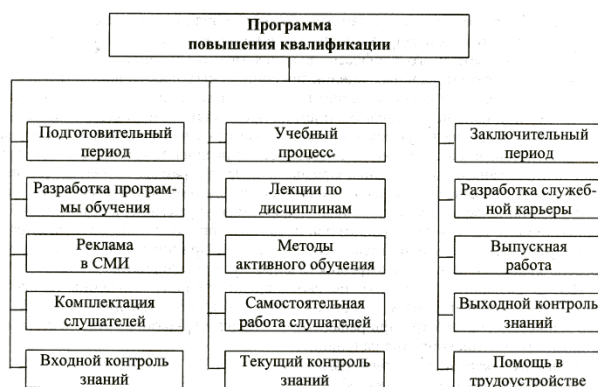 Программа
повышения квалификации
Подготовительный
период
Разработка програм-
мы обучения
Реклама
в СМИ
Комплектация
слушателей
Входной контроль
знаний
Учебный
процесс
Лекции по
дисциплинам
Методы
активного обучения
Самостоятельная
работа слушателей
Текущий контроль
знаний
Заключительный
период
Разработка служеб-
ной карьеры
Выпускная
работа
Выходной контроль
знаний
Помощь в
трудоустройстве